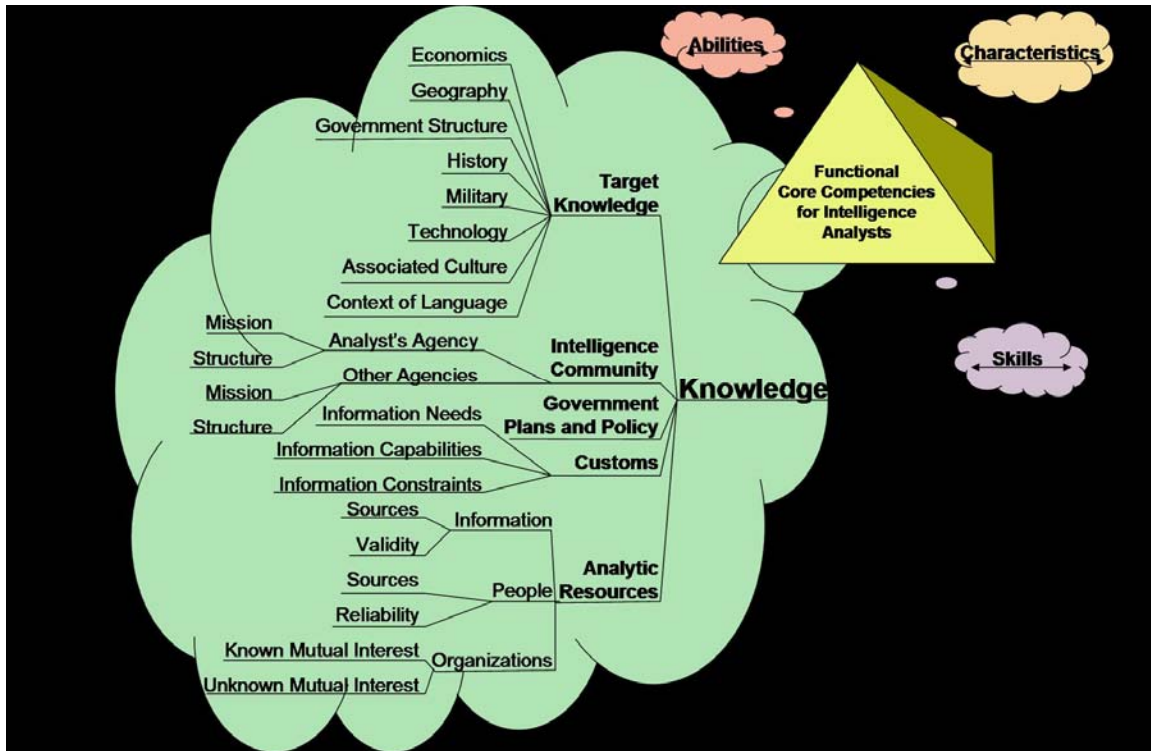 Abilities
Characteristics
Functional
Core Competencies
for Intelligence
Analysts
Skills
Knowledge
Target
Knowledge
Economics
Geography
Government Structure
History
Military
Technology
Associated Culture
Context of Language
Intelligence
Community
Analyst's Agency
Mission
Structure
Other Agencies
Mission
Structure
Government
Plans and Policy
Customs
Information Needs
Information Capabilities
Information Constraints
Analytic
Resources
Information
Sources
Validity
People
Sources
Reliability
Organizations
Known Mutual Interest
Unknown Mutual Interest